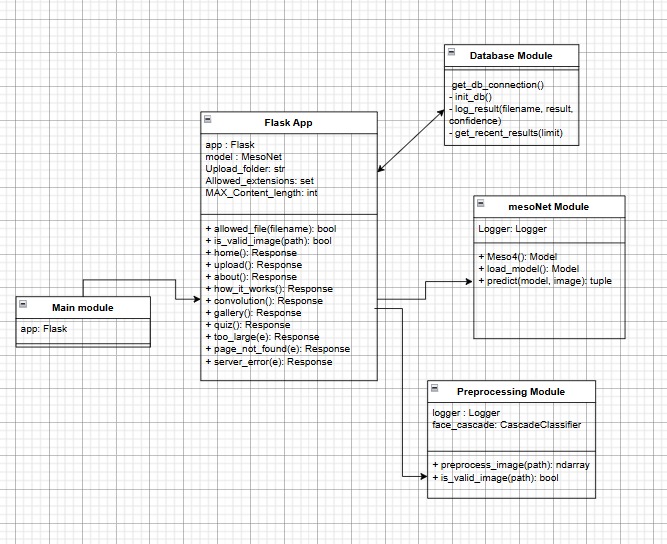 Database Module
get_db_connection()
- init_db()
- log_result(filename, result,
confidence)
- get_recent_results(limit)
Flask App
app : Flask
model : MesoNet
Upload_folder: str
Allowed_extensions: set
MAX_Content_length: int
+ allowed_file(filename): bool
+ is_valid_image(path): bool
+ home(): Response
+ upload(): Response
+ about(): Response
+ how_it_works(): Response
+ convolution(): Response
+ gallery(): Response
+ quiz(): Response
+ too_large(e): Response
+ page_not_found(e): Response
+ server_error(e): Response
mesoNet Module
Logger: Logger
+ Meso4(): Model
+ load_model(): Model
+ predict(model, image): tuple
Main module
app: Flask
Preprocessing Module
logger : Logger
face_cascade: CascadeClassifier
+ preprocess_image(path): ndarray
+ is_valid_image(path): bool